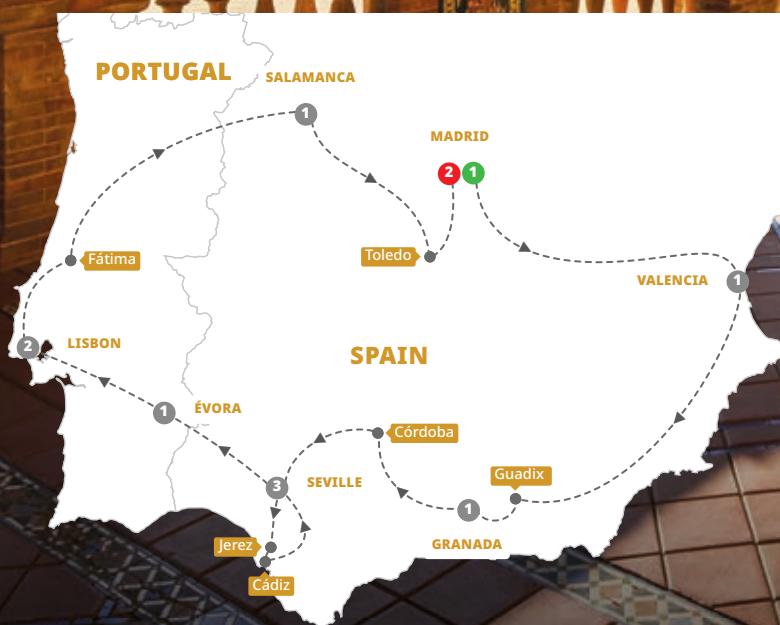 PORTUGAL
SALAMANCA
1
MADRID
2
1
Fátima
Toledo
VALENCIA
1
LISBON
2
SPAIN
ÉVORA
1
Córdoba
Guadix
SEVILLE
3
1
GRANADA
Jerez
Cádiz